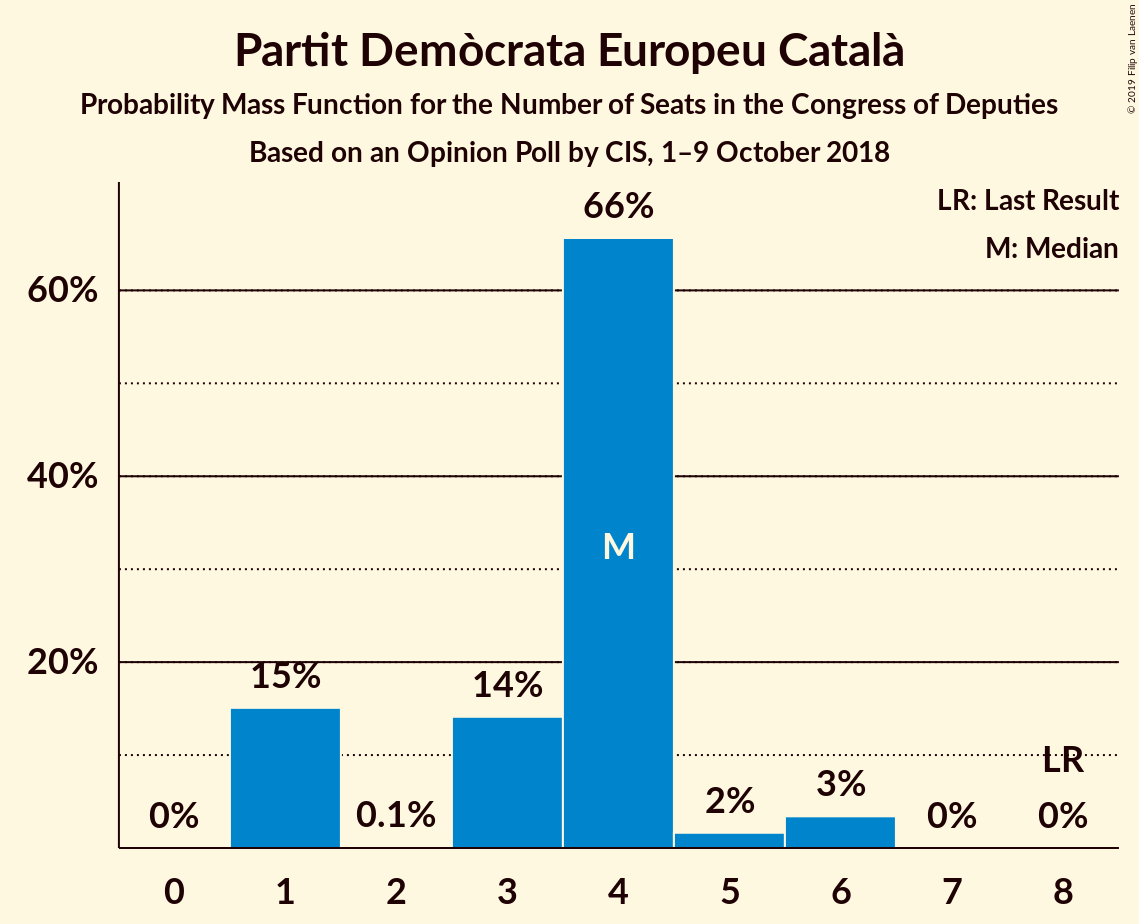 Partit Demòcrata Europeu Català
Probability Mass Function for the Number of Seats in the Congress of Deputies
Based on an Opinion Poll by CIS, 1–9 October 2018
© 2019 Filip van Laenen
LR: Last Result
M: Median
66%
60%
40%
20%
M
15%
14%
0%
0.1%
2%
3%
0%
LR
0%
0 1 2 3 4 5 6 7 8